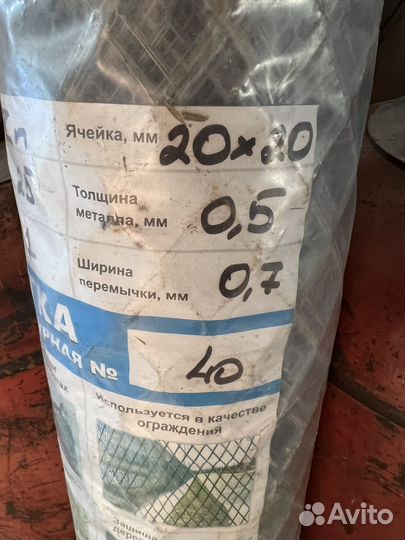 Ячейка, мм 20×20
Толщина
металла, мм 0,5
Ширина
перемычки, мм 0,7
КА
РНАЯ № 40
Используется в качестве
ограждения
Avito